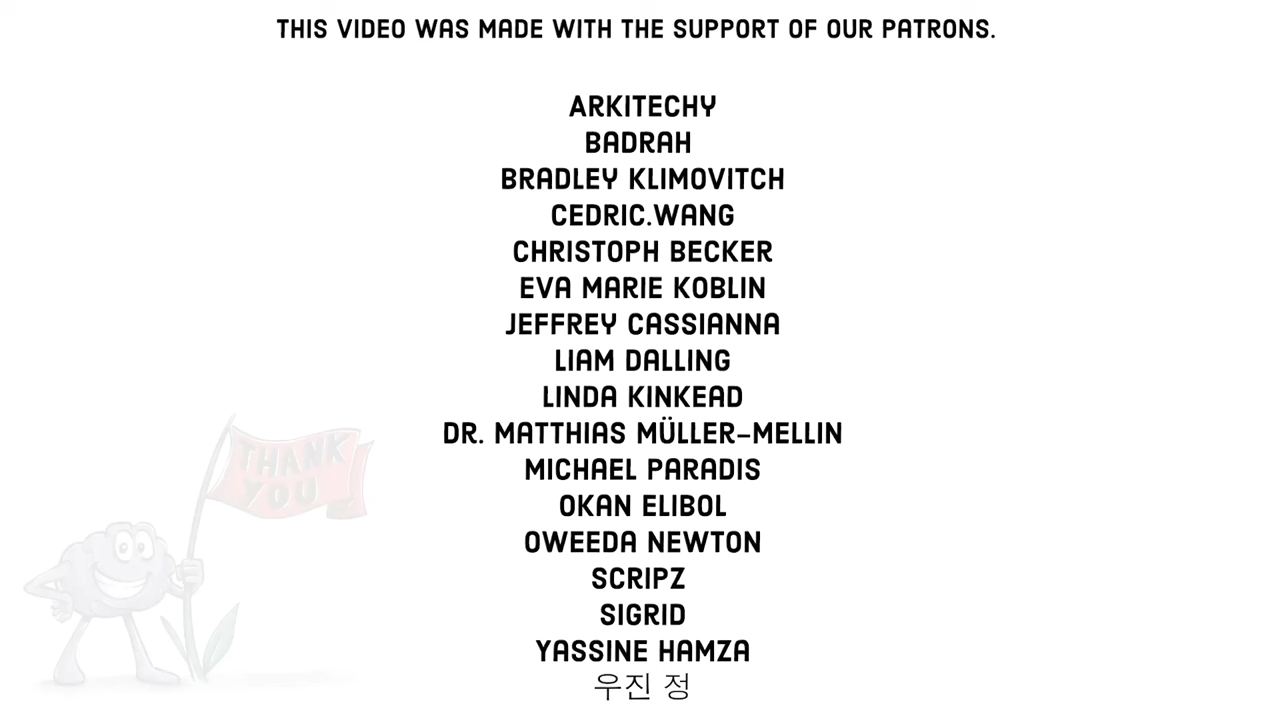 THIS VIDEO WAS MADE WITH THE SUPPORT OF OUR PATRONS.
ARKITECHY
BADRAH
BRADLEY KLIMOVITCH
CEDRIC.WANG
CHRISTOPH BECKER
EVA MARIE KOBLIN
JEFFREY CASSIANNA
LIAM DALLING
LINDA KINKEAD
DR. MATTHIAS MÜLLER-MELLIN
MICHAEL PARADIS
OKAN ELIBOL
OWEEDA NEWTON
SCRIPZ
SIGRID
YASSINE HAMZA
우진 정
THANK
YOU